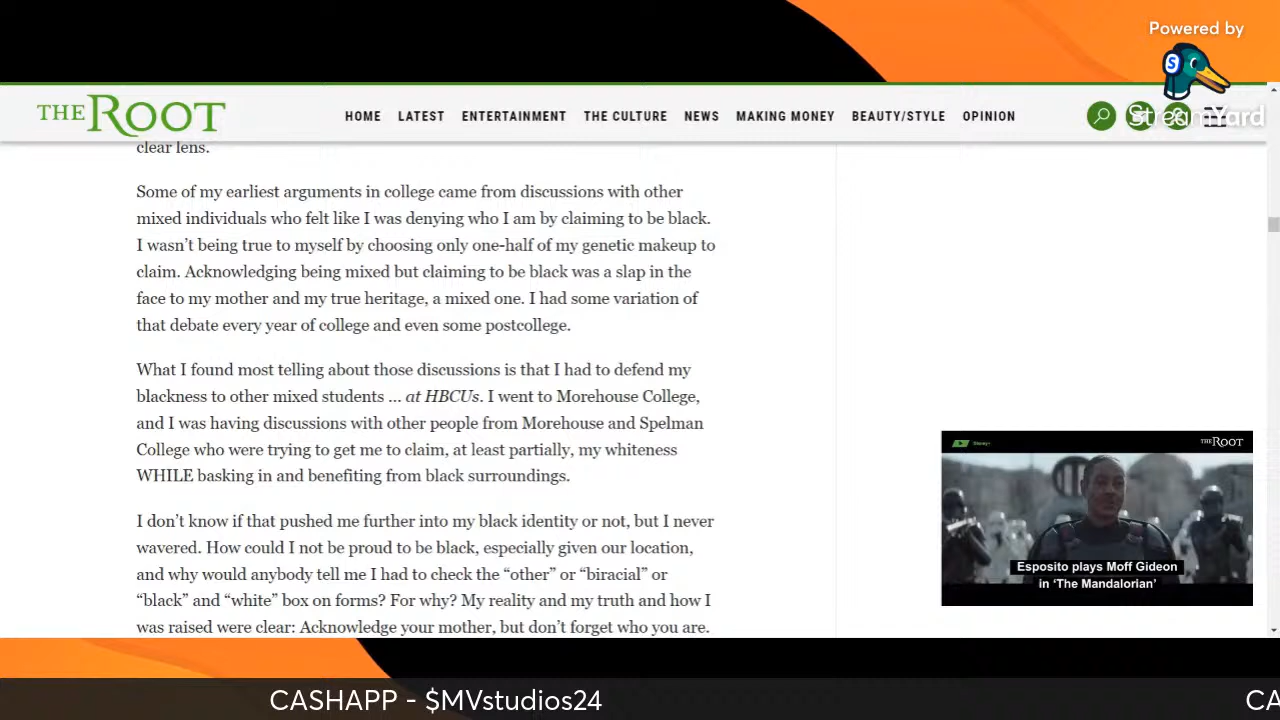 Powered by
S
StreamYard
THE ROOT
HOME LATEST ENTERTAINMENT THE CULTURE NEWS MAKING MONEY BEAUTY/STYLE OPINION
clear lens.
Some of my earliest arguments in college came from discussions with other
mixed individuals who felt like I was denying who I am by claiming to be black.
I wasn’t being true to myself by choosing only one-half of my genetic makeup to
claim. Acknowledging being mixed but claiming to be black was a slap in the
face to my mother and my true heritage, a mixed one. I had some variation of
that debate every year of college and even some postcollege.
What I found most telling about those discussions is that I had to defend my
blackness to other mixed students … at HBCUs. I went to Morehouse College,
and I was having discussions with other people from Morehouse and Spelman
College who were trying to get me to claim, at least partially, my whiteness
WHILE basking in and benefiting from black surroundings.
I don’t know if that pushed me further into my black identity or not, but I never
wavered. How could I not be proud to be black, especially given our location,
and why would anybody tell me I had to check the “other” or “biracial” or
“black” and “white” box on forms? For why? My reality and my truth and how I
was raised were clear: Acknowledge your mother, but don’t forget who you are.
Disney+
THE ROOT
Esposito plays Moff Gideon
in ‘The Mandalorian’
CASHAPP - $MVstudios24
CA